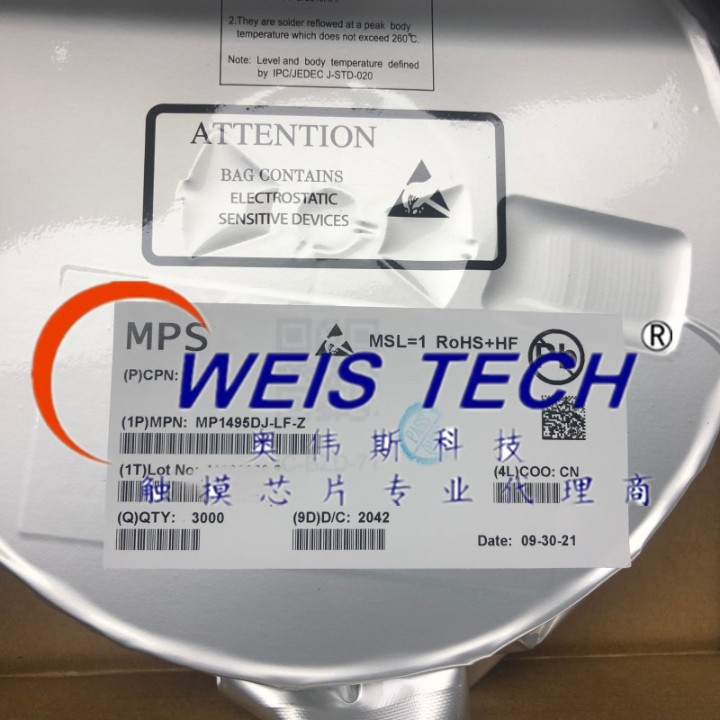 2.They are solder reflowed at a peak body
temperature which does not exceed 260℃.
Note: Level and body temperature defined
by IPC/JEDEC J-STD-020
ATTENTION
BAG CONTAINS
ELECTROSTATIC
SENSITIVE DEVICES
MPS
MSL=1 RoHS+HF
Pb
(P)CPN:
WEIS TECH®
(1P)MPN: MP1495DJ-LF-Z
奥伟斯科技
(1T)Lot No:
(4L)COO: CN
触摸芯片专业代理商
(Q)QTY: 3000
(9D)D/C: 2042
Date: 09-30-21